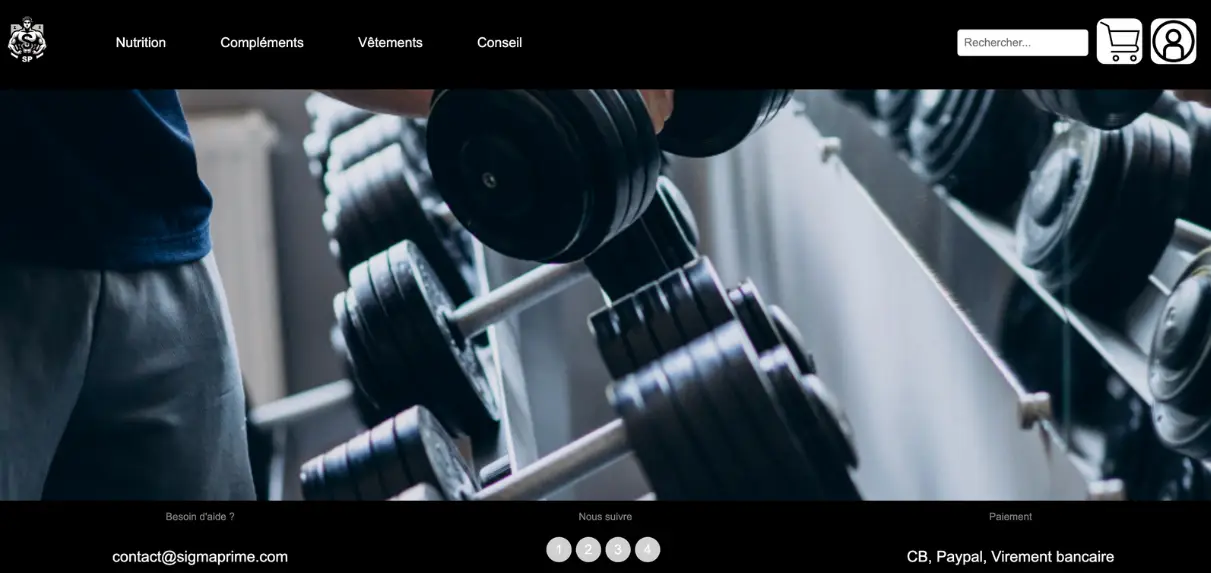 SP
Nutrition
Compléments
Vêtements
Conseil
Rechercher...
Besoin d'aide ?
Nous suivre
Paiement
contact@sigmaprime.com
1
2
3
4
CB, Paypal, Virement bancaire